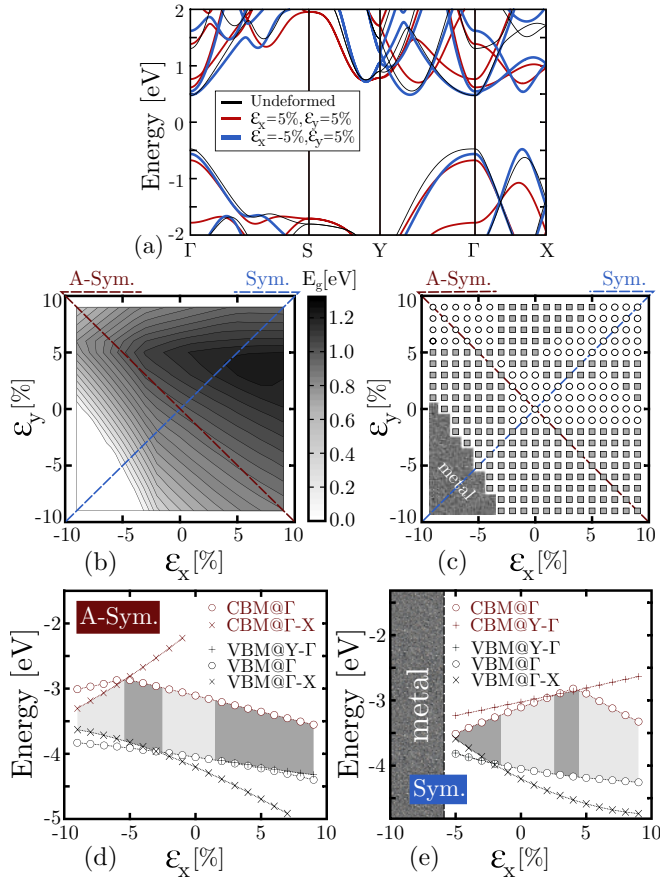 2
1
0
-1
-2
Energy [eV]
Undeformed
εx=5%,εy=5%
εx=-5%,εy=5%
Γ S Y Γ X
(a)
A-Sym. Sym. Eg[eV]
10
5
0
-5
-10
εy[%]
-10 -5 0 5 10
εx[%]
(b)
1.2
1.0
0.8
0.6
0.4
0.2
0.0
A-Sym. Sym.
10
5
0
-5
-10
εy[%]
metal
-10 -5 0 5 10
εx[%]
(c)
A-Sym.
CBM@Γ
CBM@Γ-X
VBM@Y-Γ
VBM@Γ
VBM@Γ-X
-2
-3
-4
-5
Energy [eV]
-10 -5 0 5 10
(d) εx[%]
metal
Sym.
CBM@Γ
CBM@Y-Γ
VBM@Y-Γ
VBM@Γ
VBM@Γ-X
-2
-3
-4
Energy [eV]
-10 -5 0 5 10
εx[%] (e)